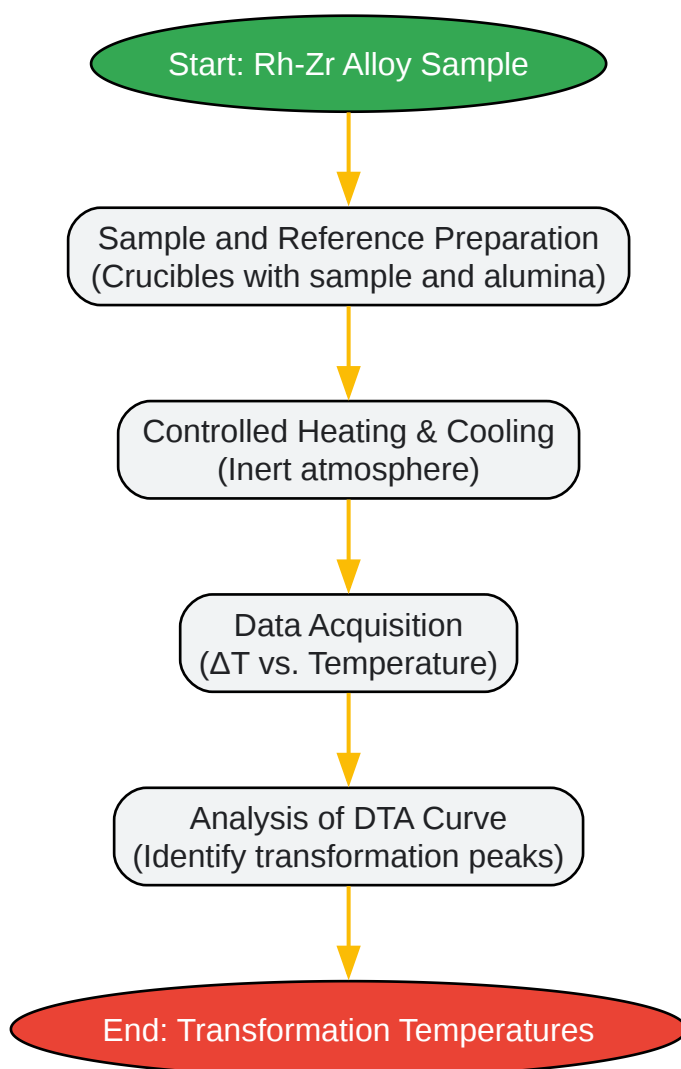 Start: Rh-Zr Alloy Sample
Sample and Reference Preparation
(Crucibles with sample and alumina)
Controlled Heating & Cooling
(Inert atmosphere)
Data Acquisition
(ΔT vs. Temperature)
Analysis of DTA Curve
(Identify transformation peaks)
End: Transformation Temperatures